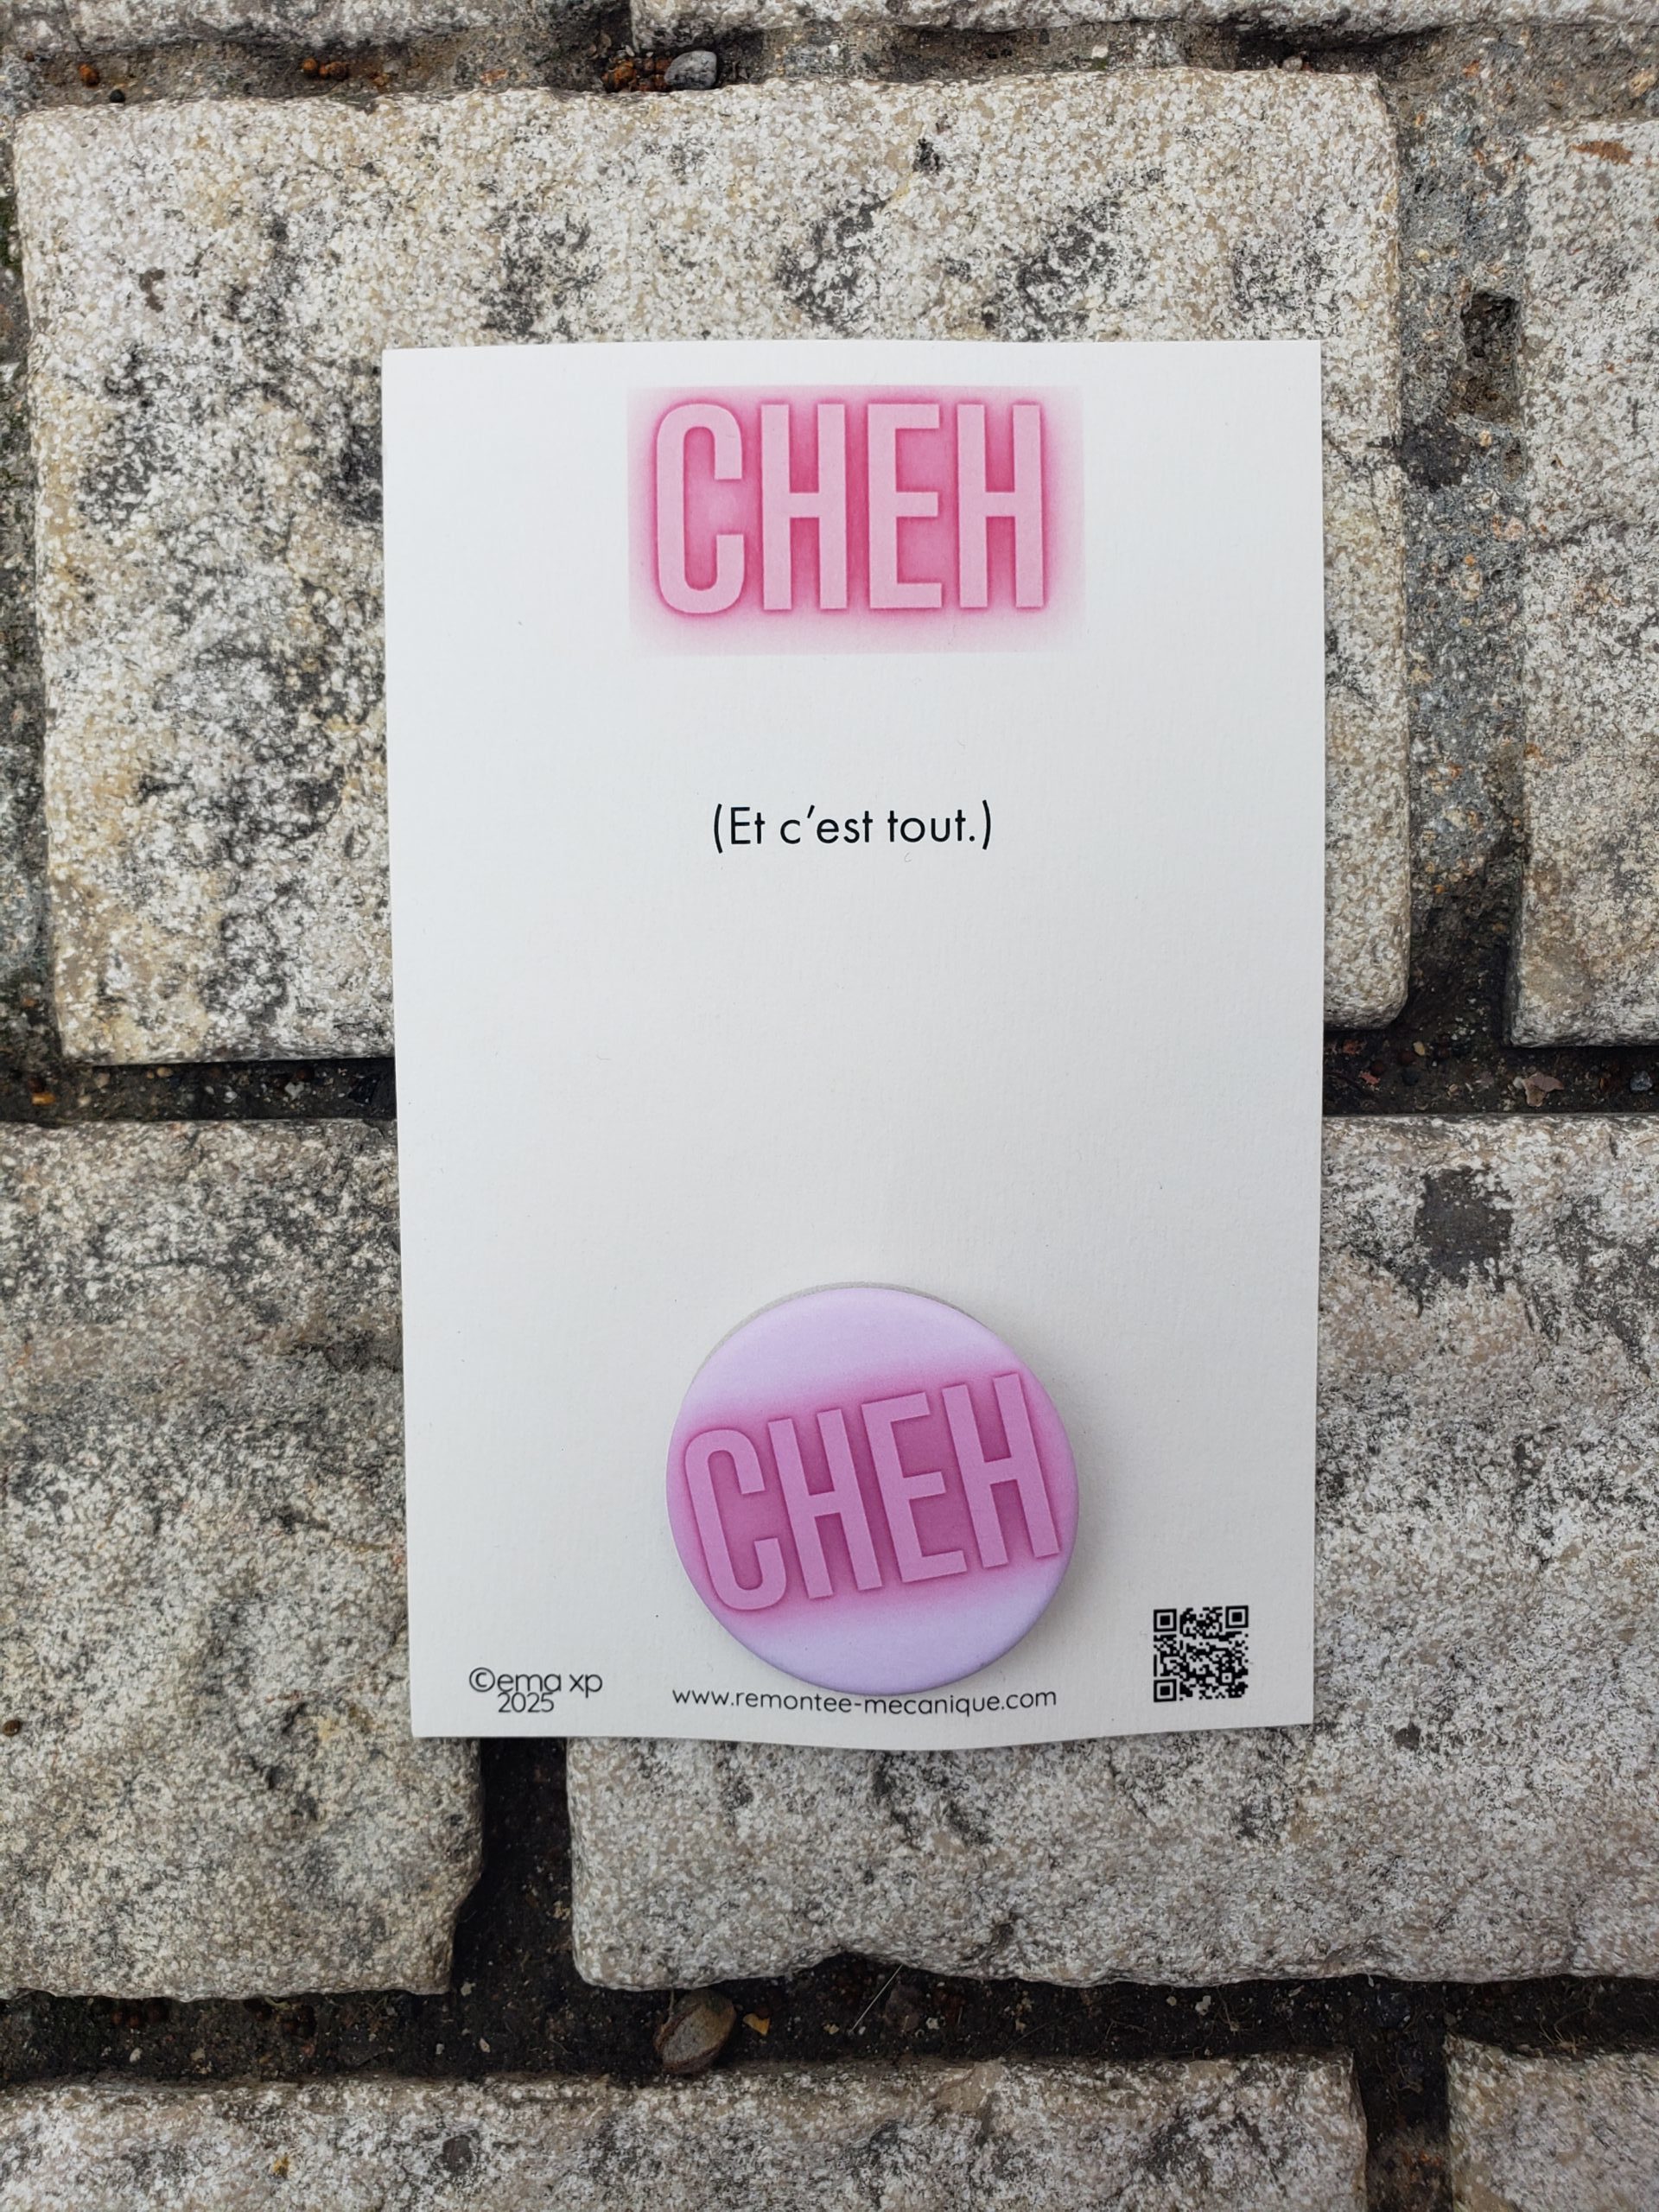 CHEH
(Et c'est tout.)
CHEH
©ema xp
2025
www.remontee-mecanique.com